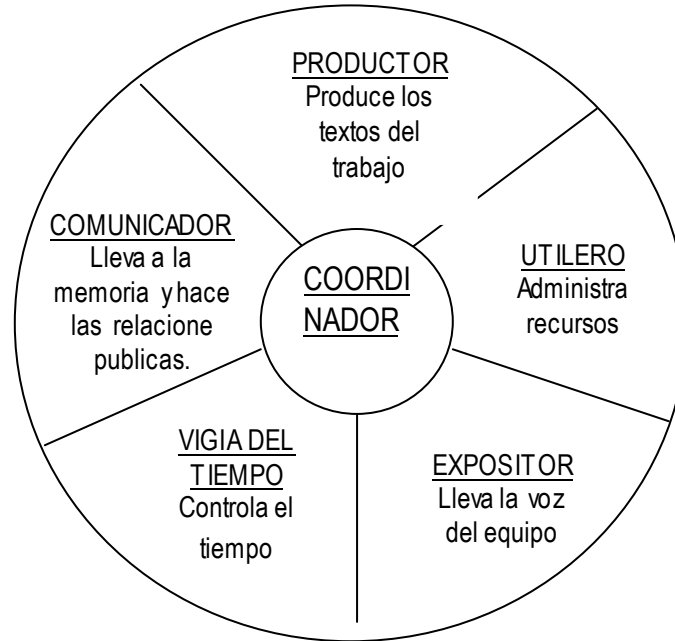 PRODUCTOR
Produce los
textos del
trabajo
COMUNICADOR
Lleva a la
memoria y hace
las relacione
publicas.
COORDI
NADOR
UTILERO
Administra
recursos
VIGIA DEL
TIEMPO
Controla el
tiempo
EXPOSITOR
Lleva la voz
del equipo